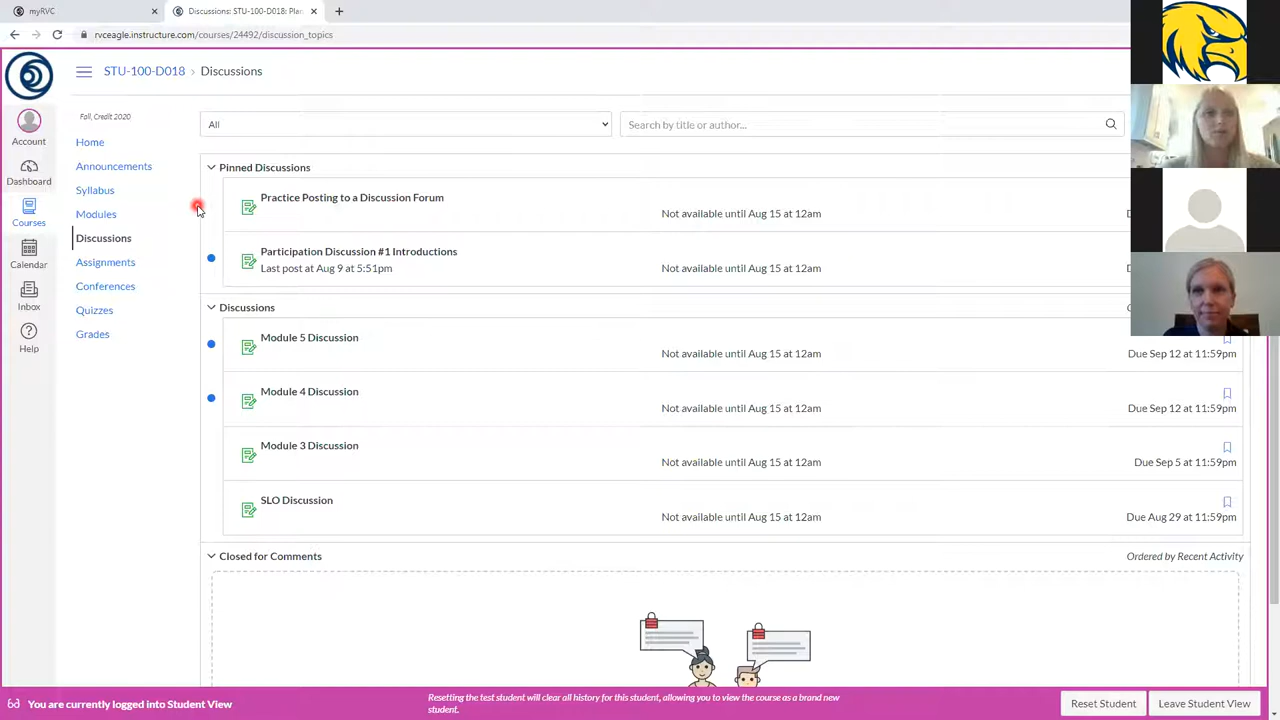 myRVC
Discussions: STU-100-D018: Pla
rvceagle.instructure.com/courses/24492/discussion_topics
STU-100-D018 › Discussions
Account
Dashboard
Courses
Calendar
Inbox
Help
Fall, Credit 2020
Home
Announcements
Syllabus
Modules
Discussions
Assignments
Conferences
Quizzes
Grades
All
Search by title or author...
Pinned Discussions
Practice Posting to a Discussion Forum
Not available until Aug 15 at 12am
D
Participation Discussion #1 Introductions
Last post at Aug 9 at 5:51pm
Not available until Aug 15 at 12am
D
Discussions
Module 5 Discussion
Not available until Aug 15 at 12am
Due Sep 12 at 11:59pm
Module 4 Discussion
Not available until Aug 15 at 12am
Due Sep 12 at 11:59pm
Module 3 Discussion
Not available until Aug 15 at 12am
Due Sep 5 at 11:59pm
SLO Discussion
Not available until Aug 15 at 12am
Due Aug 29 at 11:59pm
Closed for Comments
Ordered by Recent Activity
You are currently logged into Student View
Resetting the test student will clear all history for this student, allowing you to view the course as a brand new
student.
Reset Student
Leave Student View